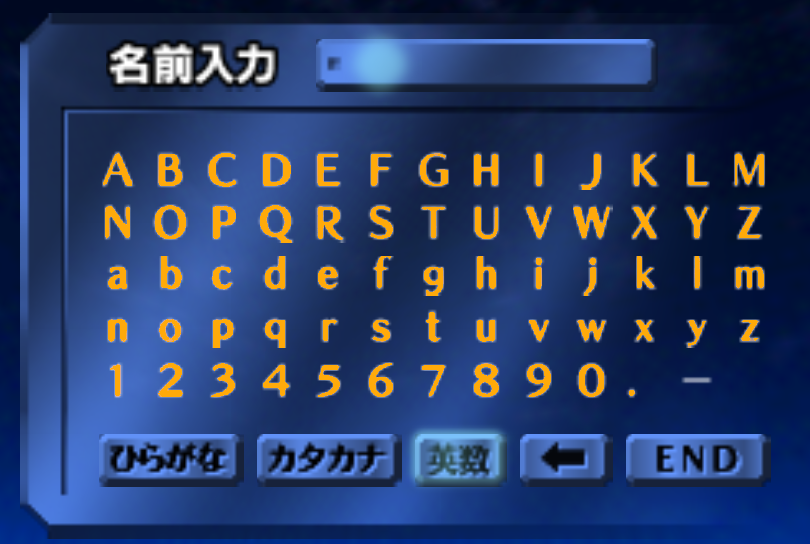 名前入力
A B C D E F G H I J K L M
N O P Q R S T U V W X Y Z
a b c d e f g h i j k l m
n o p q r s t u v w x y z
1 2 3 4 5 6 7 8 9 0 . —
ひらがな カタカナ 英数 ← END